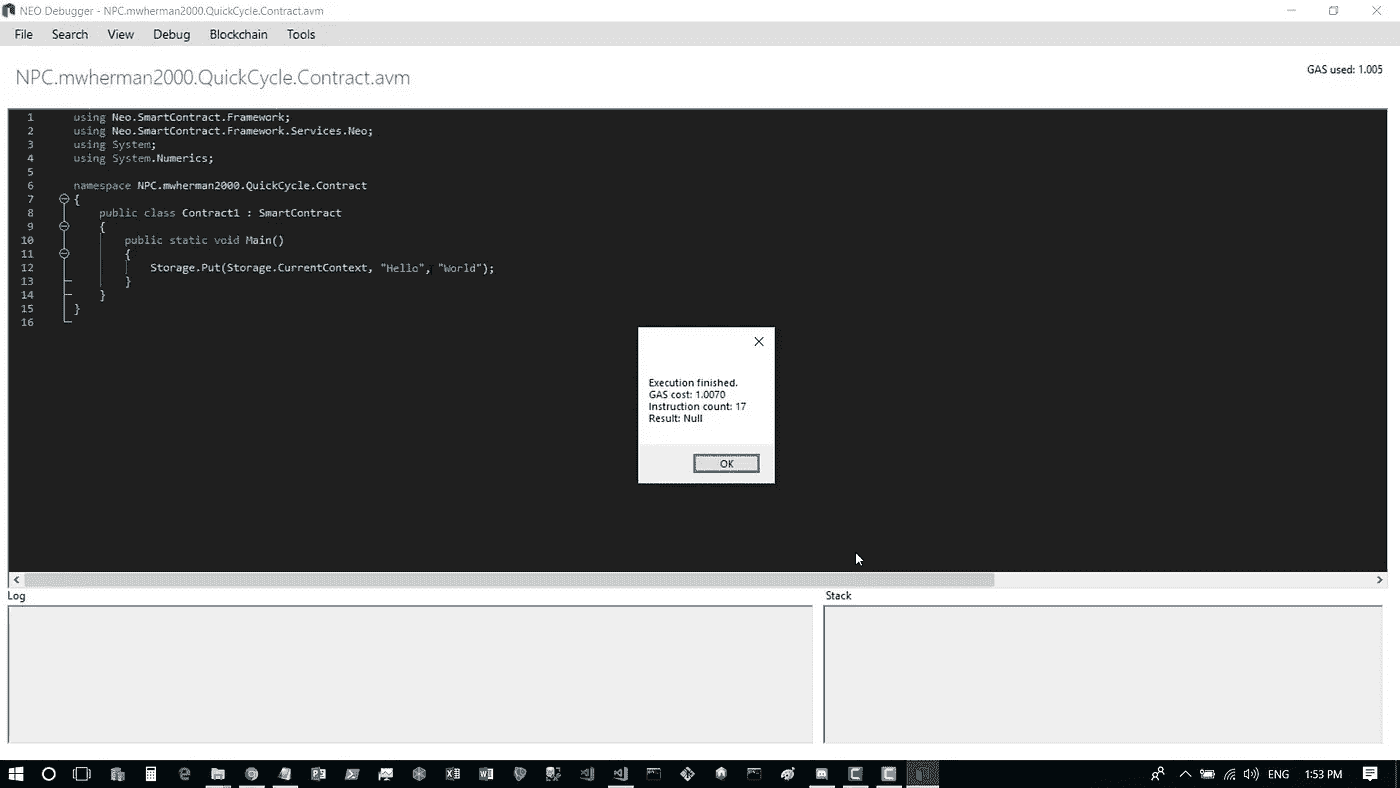 NEO Debugger - NPC.mwherman2000.QuickCycle.Contract.avm
File Search View Debug Blockchain Tools
NPC.mwherman2000.QuickCycle.Contract.avm
GAS used: 1.005
1 using Neo.SmartContract.Framework;
2 using Neo.SmartContract.Framework.Services.Neo;
3 using System;
4 using System.Numerics;
5
6 namespace NPC.mwherman2000.QuickCycle.Contract
7 {
8 public class Contract1 : SmartContract
9 {
10 public static void Main()
11 {
12 Storage.Put(Storage.CurrentContext, "Hello", "World");
13 }
14 }
15 }
16
Execution finished.
GAS cost: 1.0070
Instruction count: 17
Result: Null
OK
Log
Stack
ENG 1:53 PM